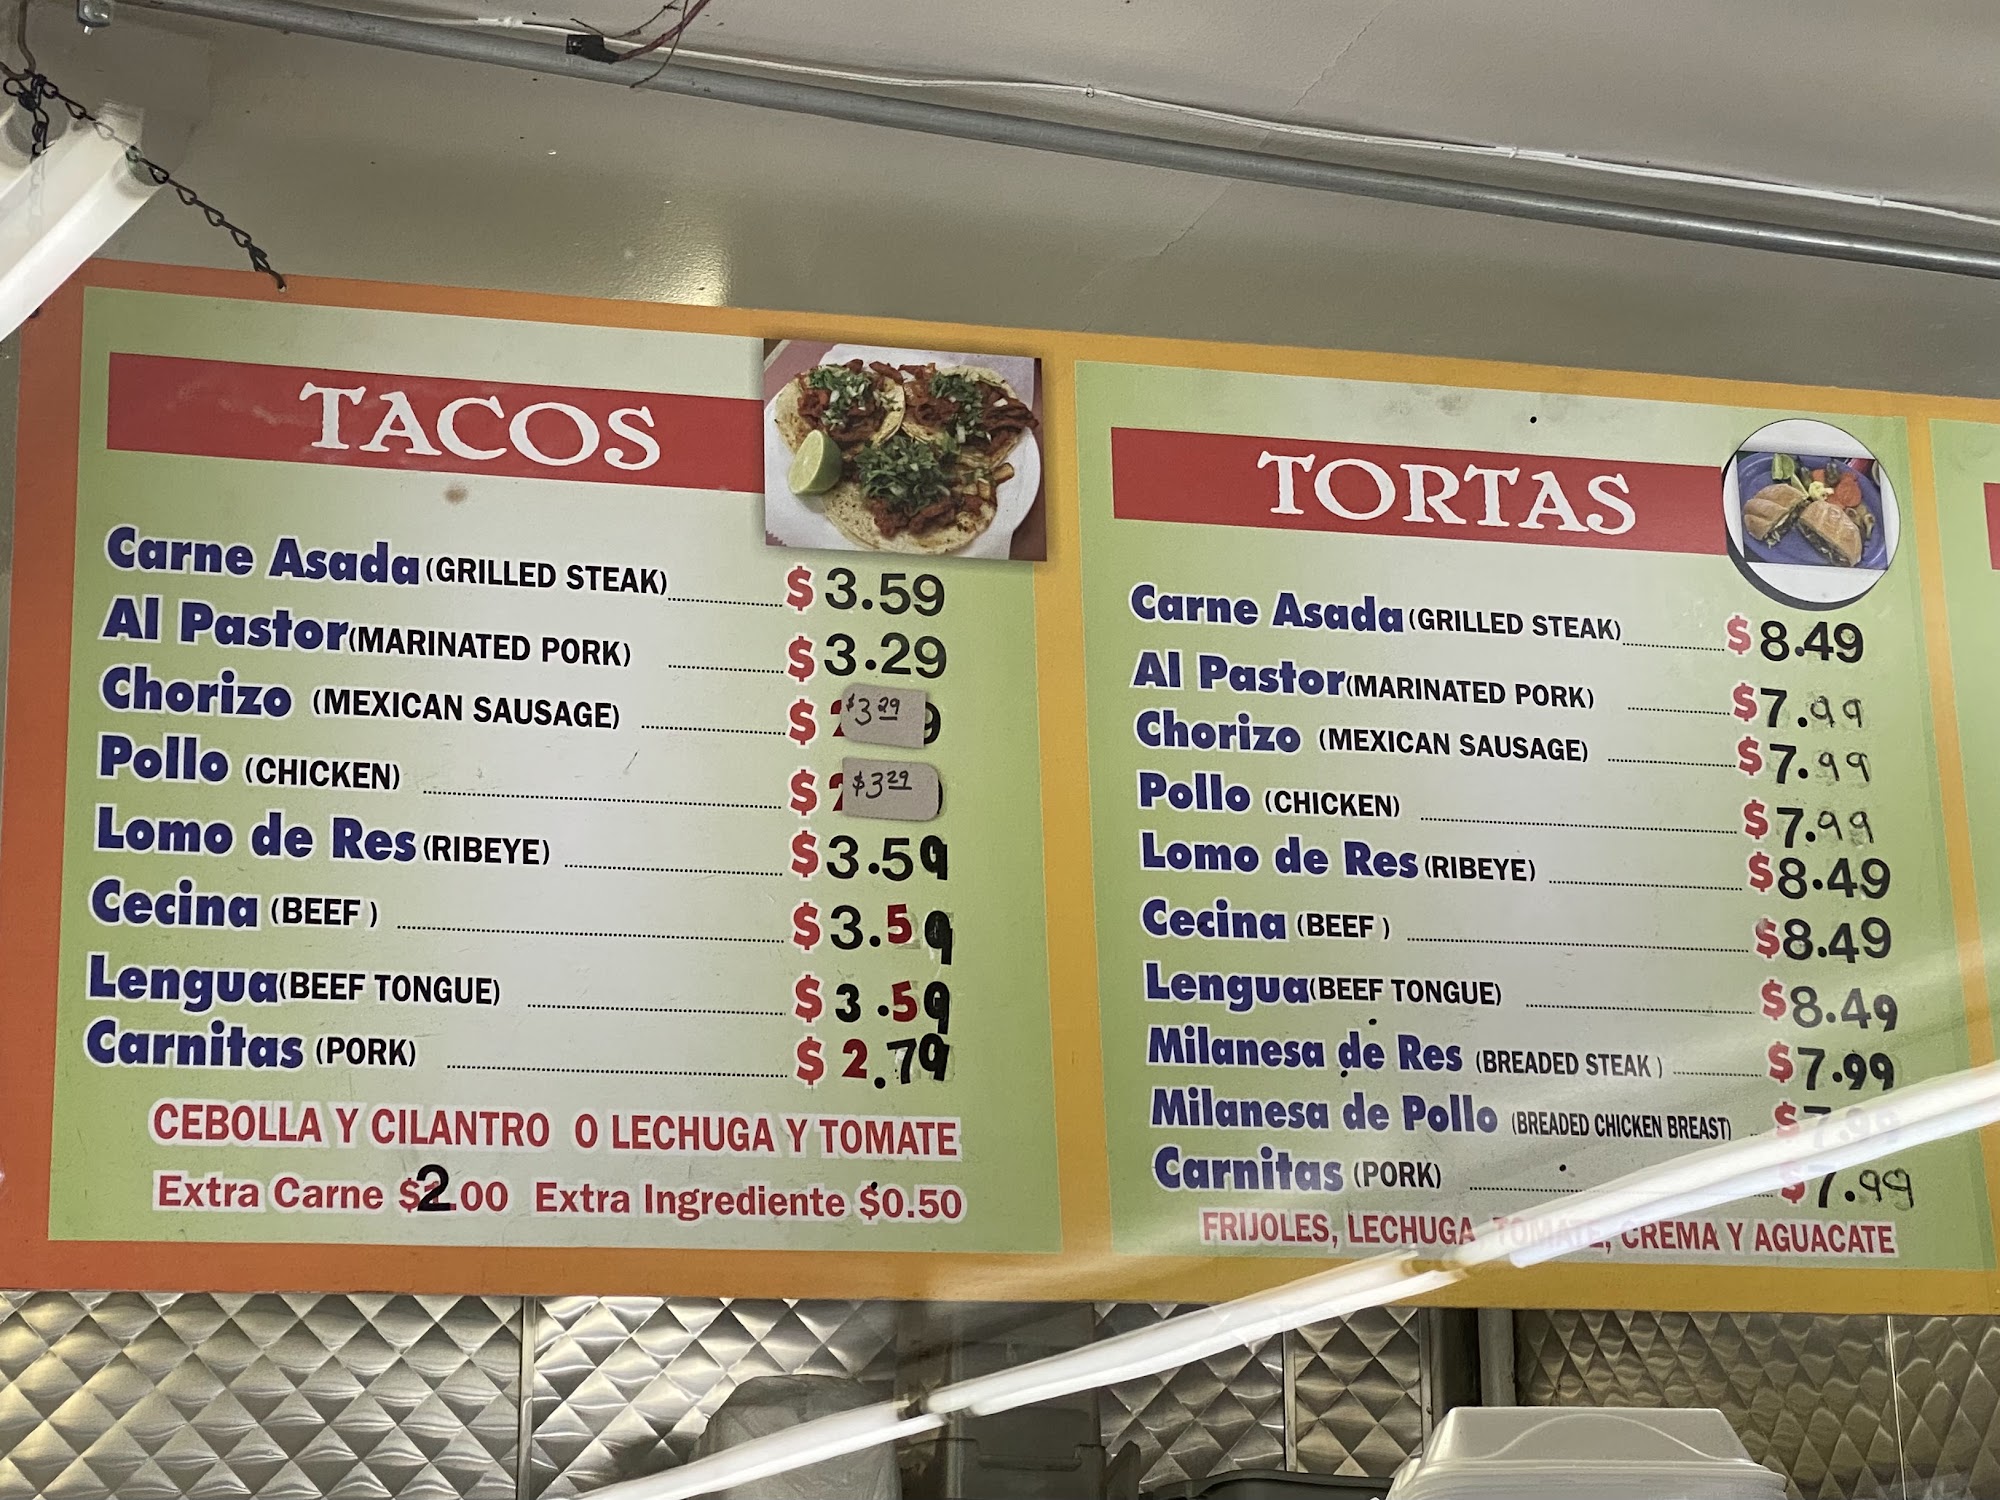 TACOS
Carne Asada (GRILLED STEAK) $3.59
Al Pastor (MARINATED PORK) $3.29
Chorizo (MEXICAN SAUSAGE) $ $3.29
Pollo (CHICKEN) $ $3.29
Lomo de Res (RIBEYE) $3.59
Cecina (BEEF ) $3.59
Lengua (BEEF TONGUE) $3.59
Carnitas (PORK) $2.79
CEBOLLA Y CILANTRO O LECHUGA Y TOMATE
Extra Carne $2.00 Extra Ingrediente $0.50
TORTAS
Carne Asada (GRILLED STEAK) $8.49
Al Pastor (MARINATED PORK) $7.99
Chorizo (MEXICAN SAUSAGE) $7.99
Pollo (CHICKEN) $7.99
Lomo de Res (RIBEYE) $8.49
Cecina (BEEF ) $8.49
Lengua (BEEF TONGUE) $8.49
Milanesa de Res (BREADED STEAK ) $7.99
Milanesa de Pollo (BREADED CHICKEN BREAST) $7.99
Carnitas (PORK) $7.99
FRIJOLES, LECHUGA, TOMATE, CREMA Y AGUACATE